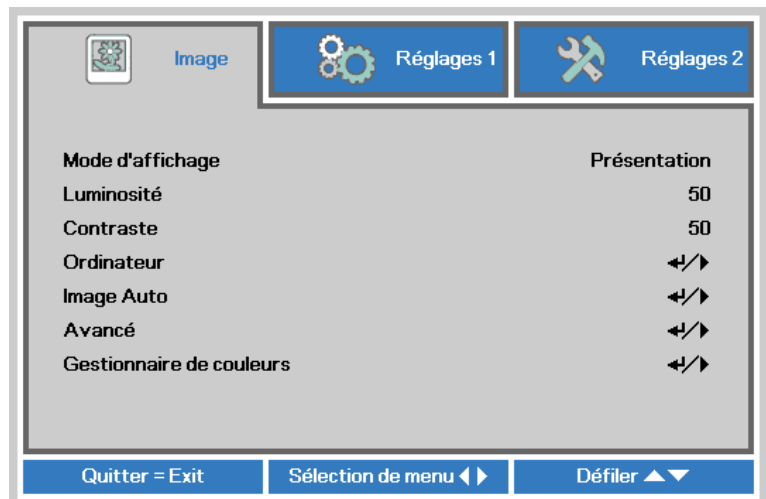 Image Réglages 1 Réglages 2
Mode d'affichage Présentation
Luminosité 50
Contraste 50
Ordinateur
Image Auto
Avancé
Gestionnaire de couleurs
Quitter = Exit Sélection de menu Défiler